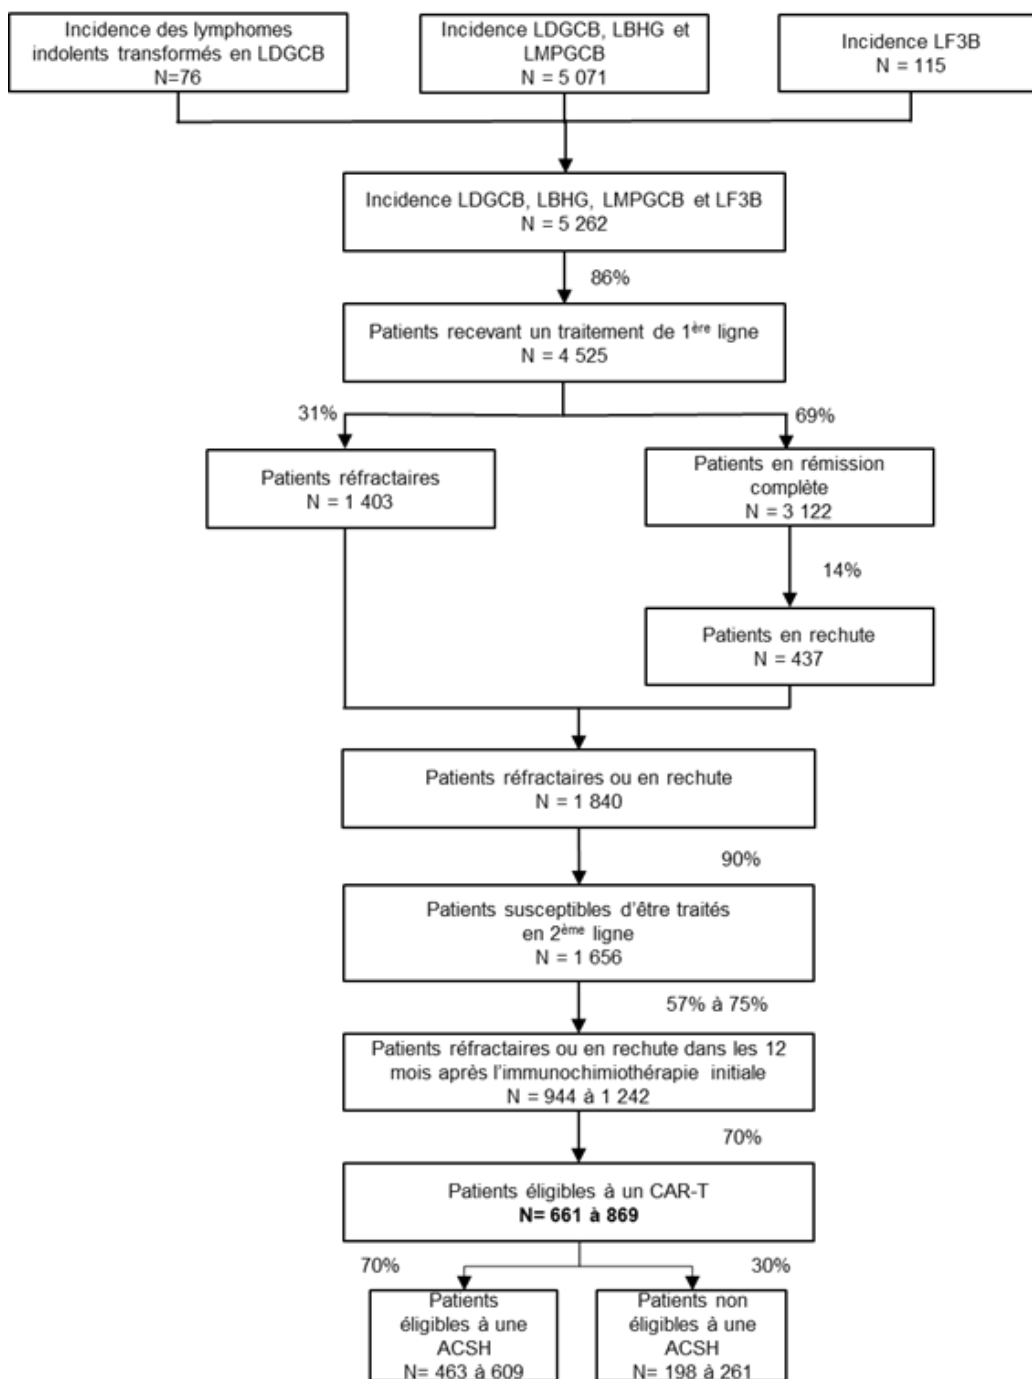 Incidence des lymphomes
indolents transformés en LDGCB
N=76
Incidence LDGCB, LBHG et
LMPGCB
N = 5 071
Incidence LF3B
N = 115
Incidence LDGCB, LBHG, LMPGCB et LF3B
N = 5 262
86%
Patients recevant un traitement de 1ère ligne
N = 4 525
31%
69%
Patients réfractaires
N = 1 403
Patients en rémission
complète
N = 3 122
14%
Patients en rechute
N = 437
Patients réfractaires ou en rechute
N = 1 840
90%
Patients susceptibles d'être traités
en 2ème ligne
N = 1 656
57% à 75%
Patients réfractaires ou en rechute dans les 12
mois après l'immunochimiothérapie initiale
N = 944 à 1 242
70%
Patients éligibles à un CAR-T
N= 661 à 869
70%
30%
Patients
éligibles à une
ACSH
N= 463 à 609
Patients non
éligibles à une
ACSH
N= 198 à 261